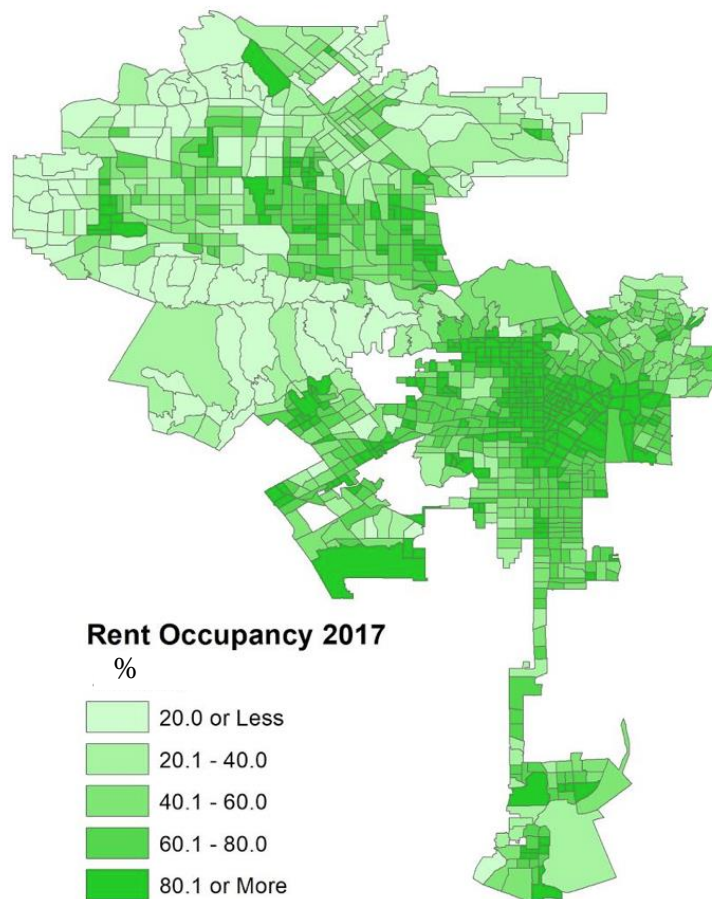 Rent Occupancy 2017
%
20.0 or Less
20.1 - 40.0
40.1 - 60.0
60.1 - 80.0
80.1 or More